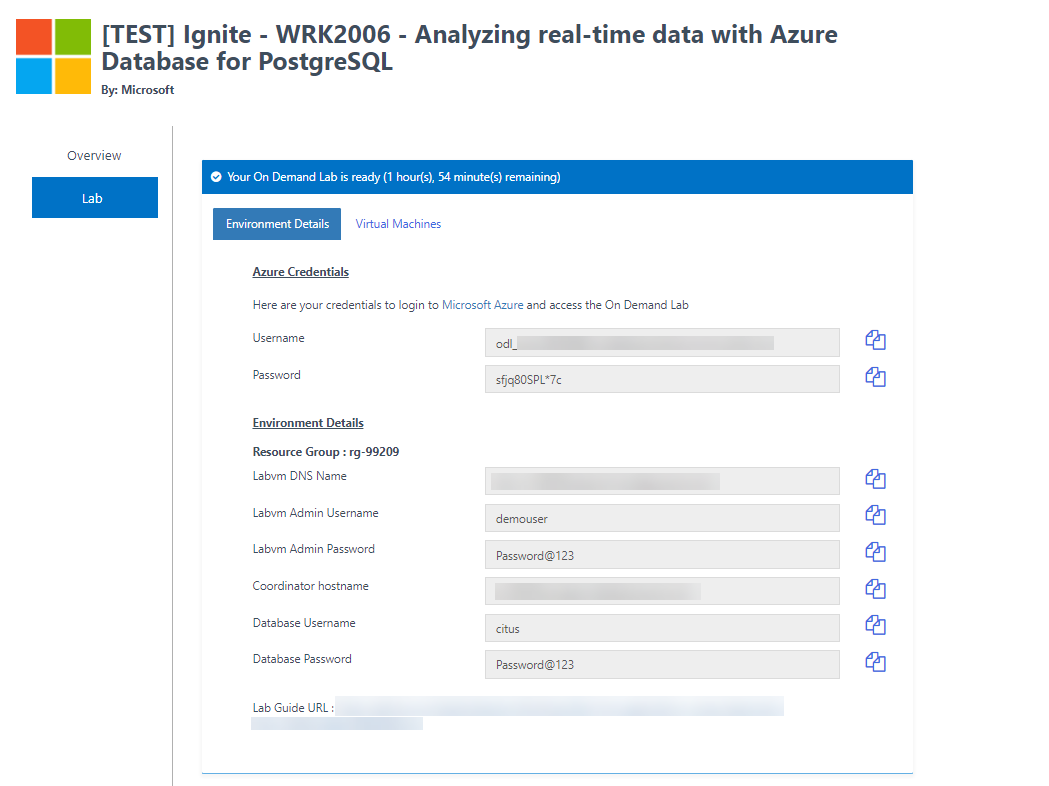 [TEST] Ignite - WRK2006 - Analyzing real-time data with Azure
Database for PostgreSQL
By: Microsoft
Overview
Lab
Your On Demand Lab is ready (1 hour(s), 54 minute(s) remaining)
Environment Details
Virtual Machines
Azure Credentials
Here are your credentials to login to Microsoft Azure and access the On Demand Lab
Username
odl_
Password
sfjq80SPL*7c
Environment Details
Resource Group : rg-99209
Labvm DNS Name
Labvm Admin Username
demouser
Labvm Admin Password
Password@123
Coordinator hostname
Database Username
citus
Database Password
Password@123
Lab Guide URL :